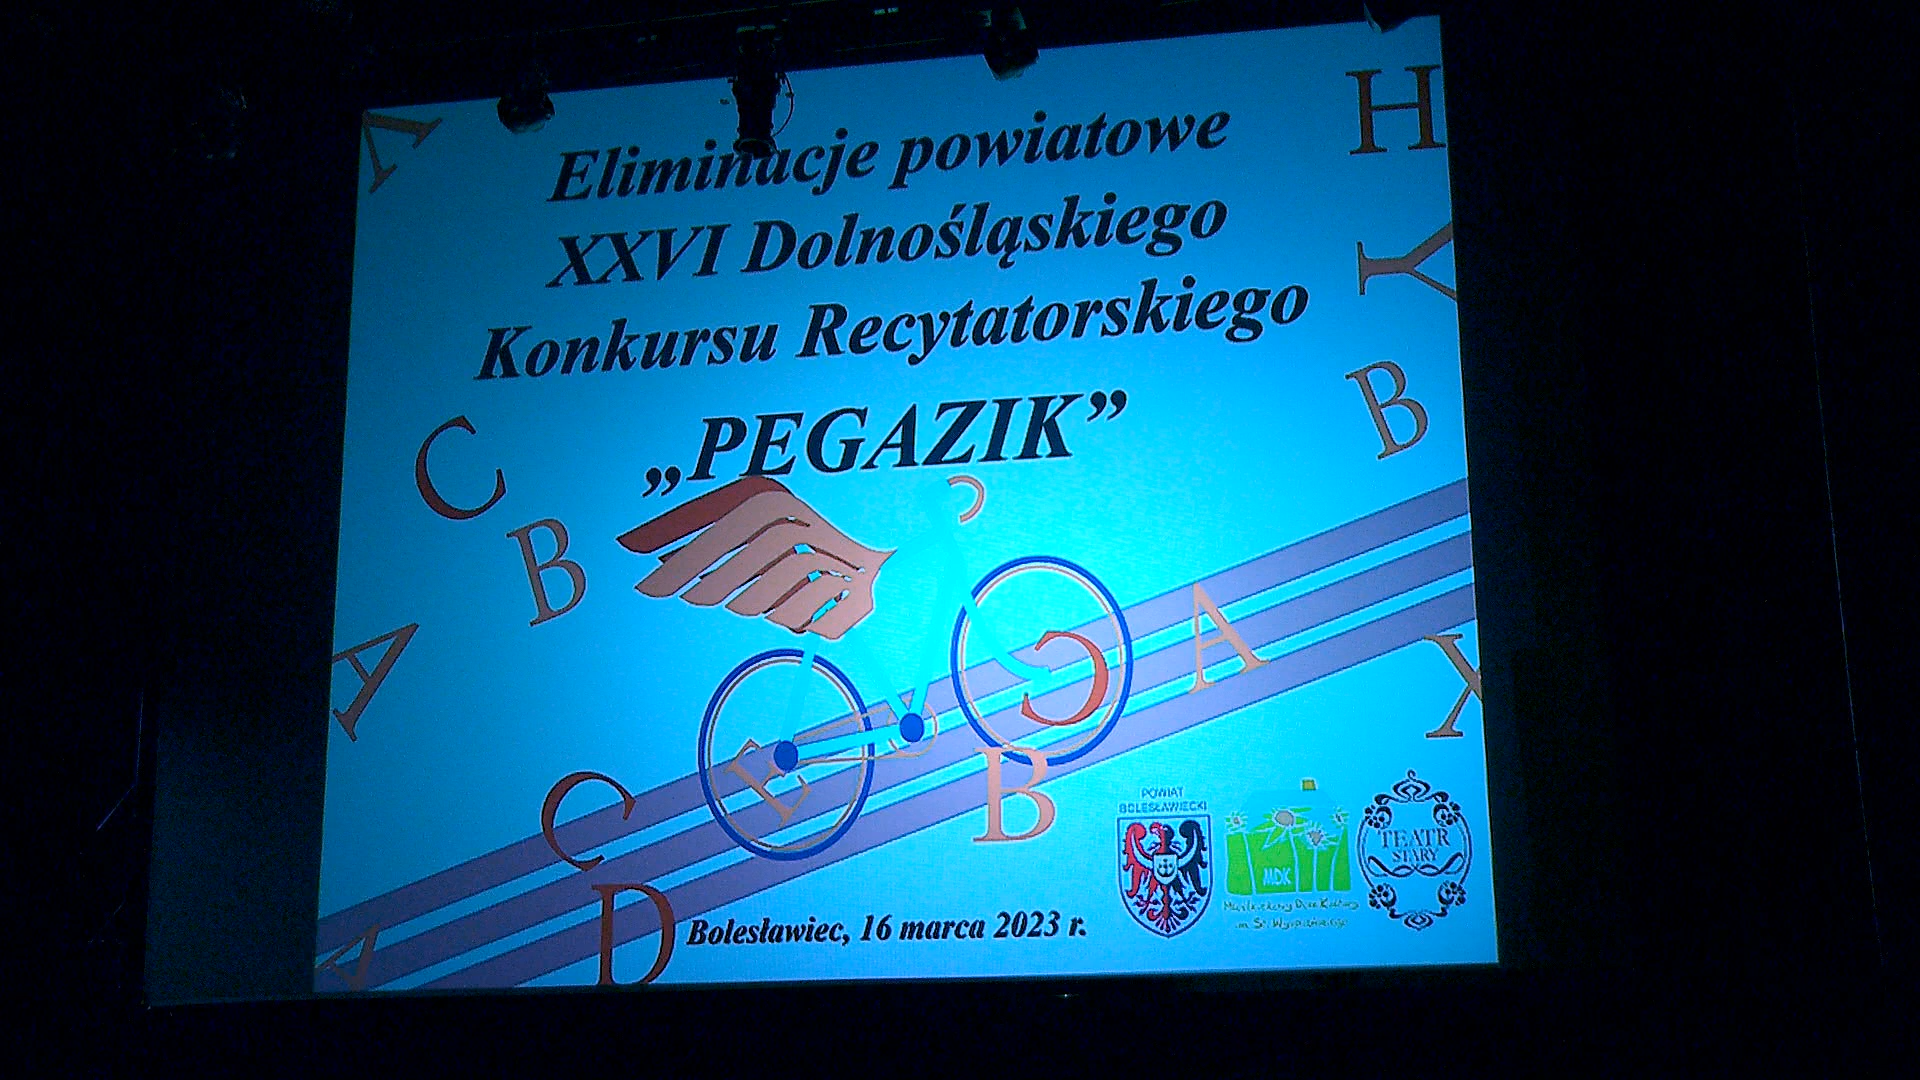 Eliminacje powiatowe
XXVI Dolnośląskiego
Konkursu Recytatorskiego
„PEGAZIK”
A
H
Y
B
C
B
A
C
A
X
E
B
C
D
A
POWIAT
BOLESŁAWIECKI
MDK
TEATR
STARY
Bolesławiec, 16 marca 2023 r.